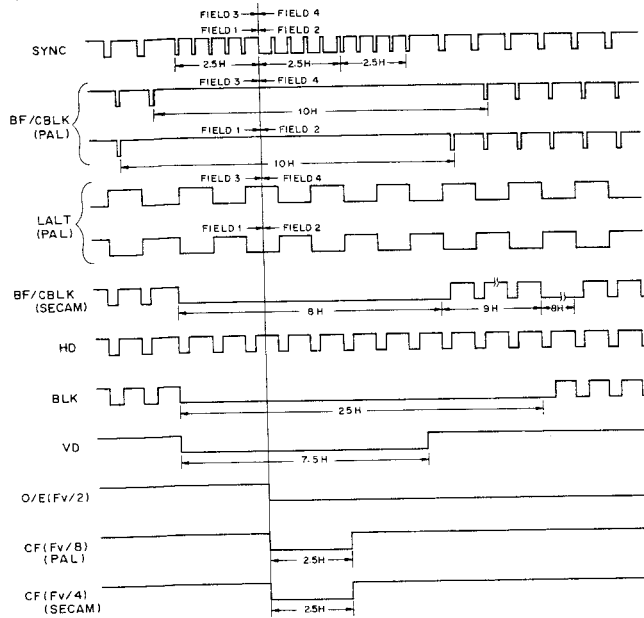 FIELD 3 FIELD 4
FIELD 1 FIELD 2
SYNC
2.5H 2.5H 2.5H
FIELD 3 FIELD 4
10H
BF/CBLK
(PAL)
FIELD 1 FIELD 2
10H
FIELD 3 FIELD 4
LALT
(PAL)
FIELD 1 FIELD 2
BF/CBLK
(SECAM)
8H 9H 8H
HD
BLK
25H
VD
7.5H
O/E(Fv/2)
CF(Fv/8)
(PAL)
2.5H
CF(Fv/4)
(SECAM)
2.5H